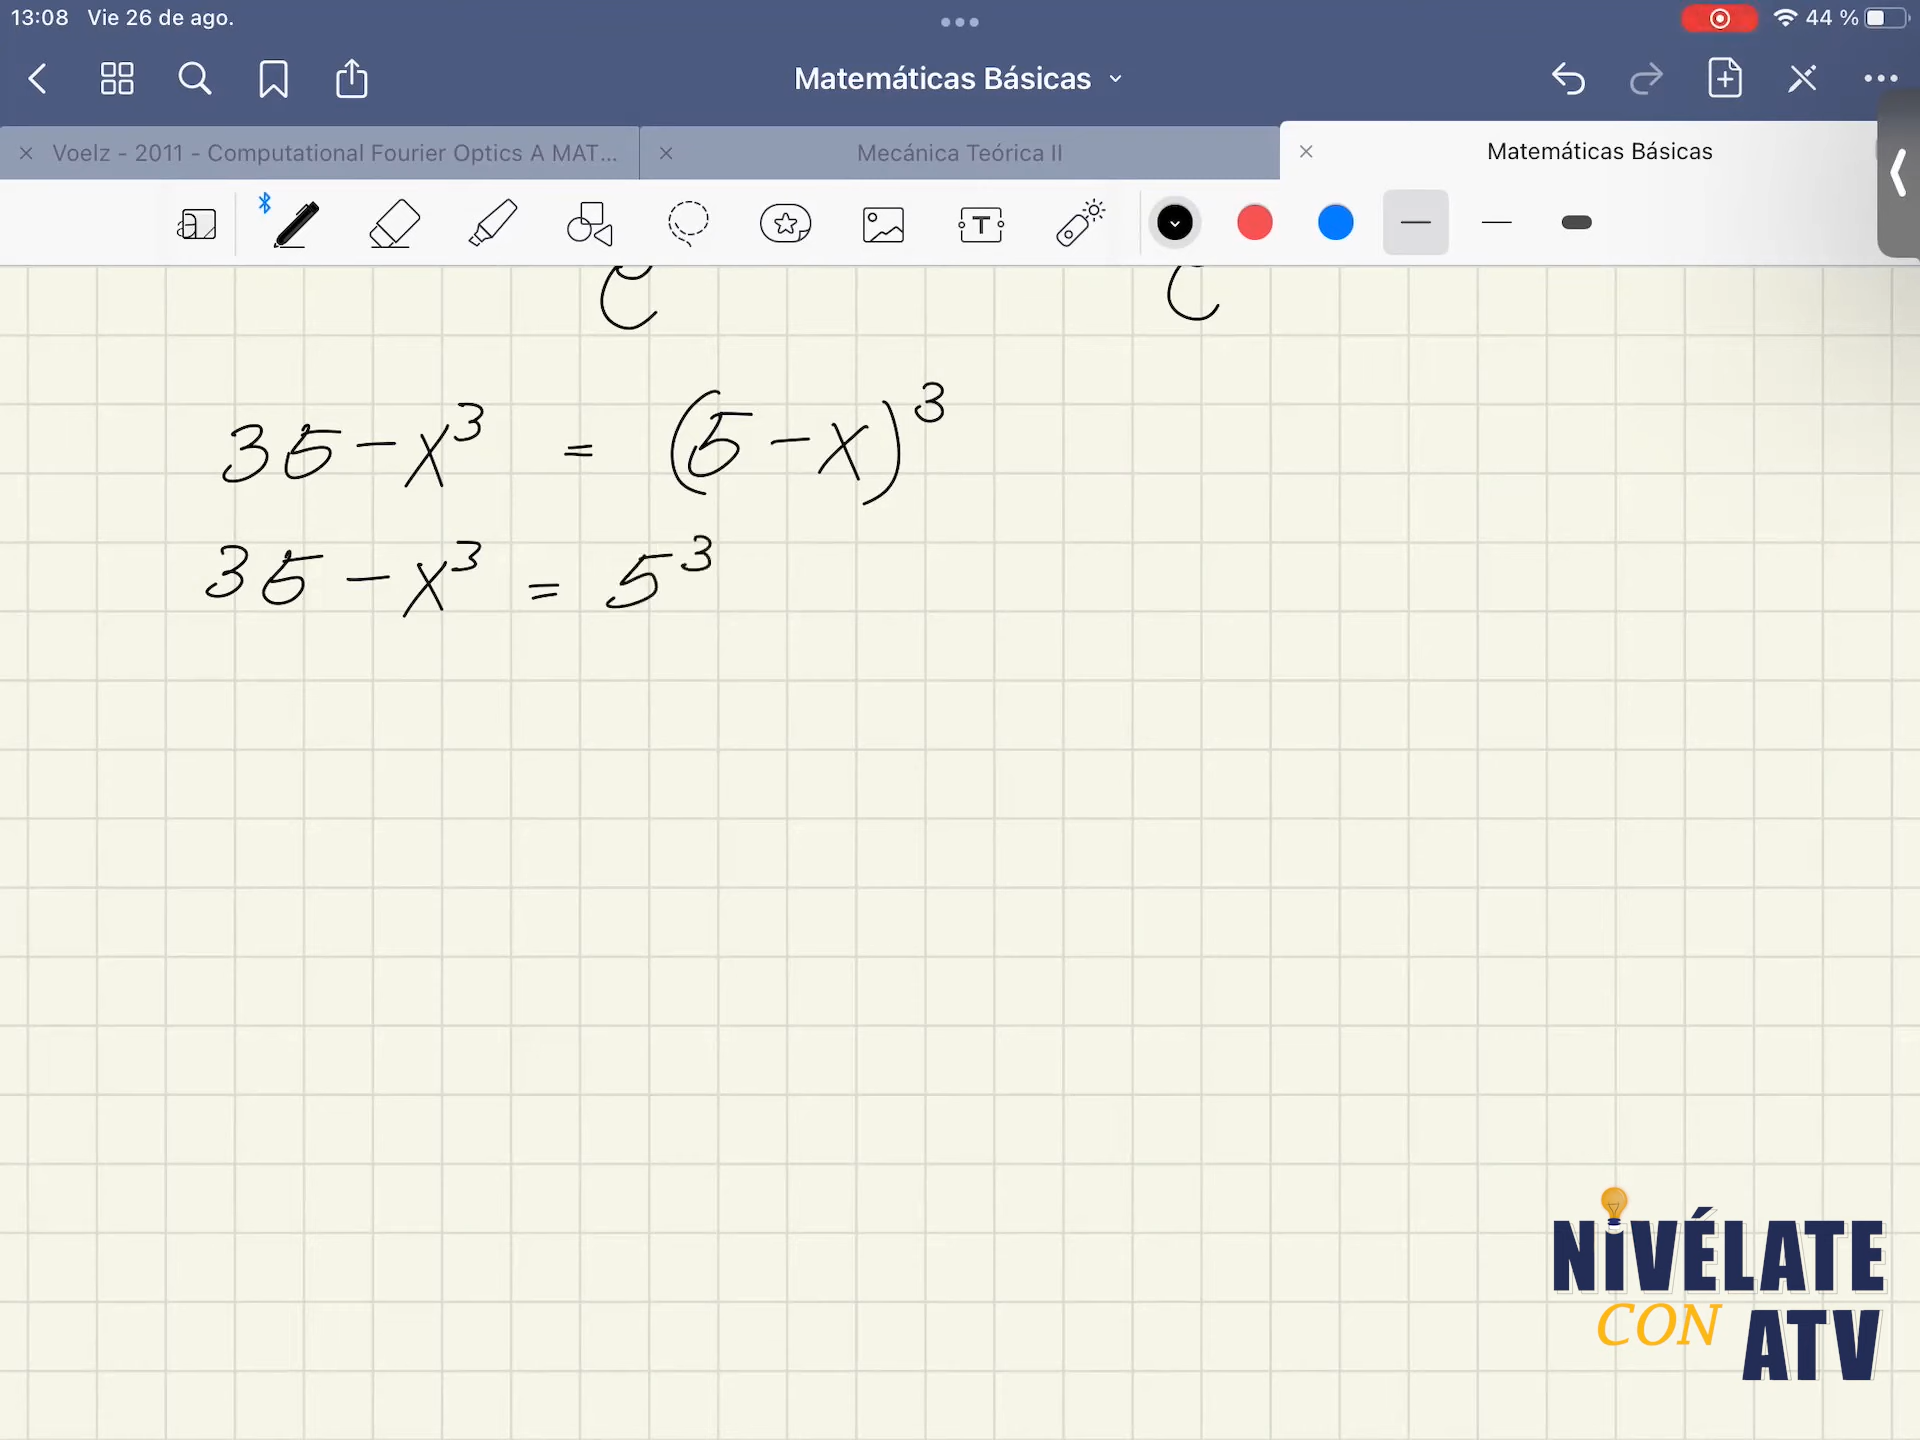 13:08 Vie 26 de ago. 44 %
Matemáticas Básicas
Voelz - 2011 - Computational Fourier Optics A MAT...
Mecánica Teórica II
Matemáticas Básicas
35 - x³ = (5 - x)³
35 - x³ = 5³
NIVÉLATE
CON
ATV